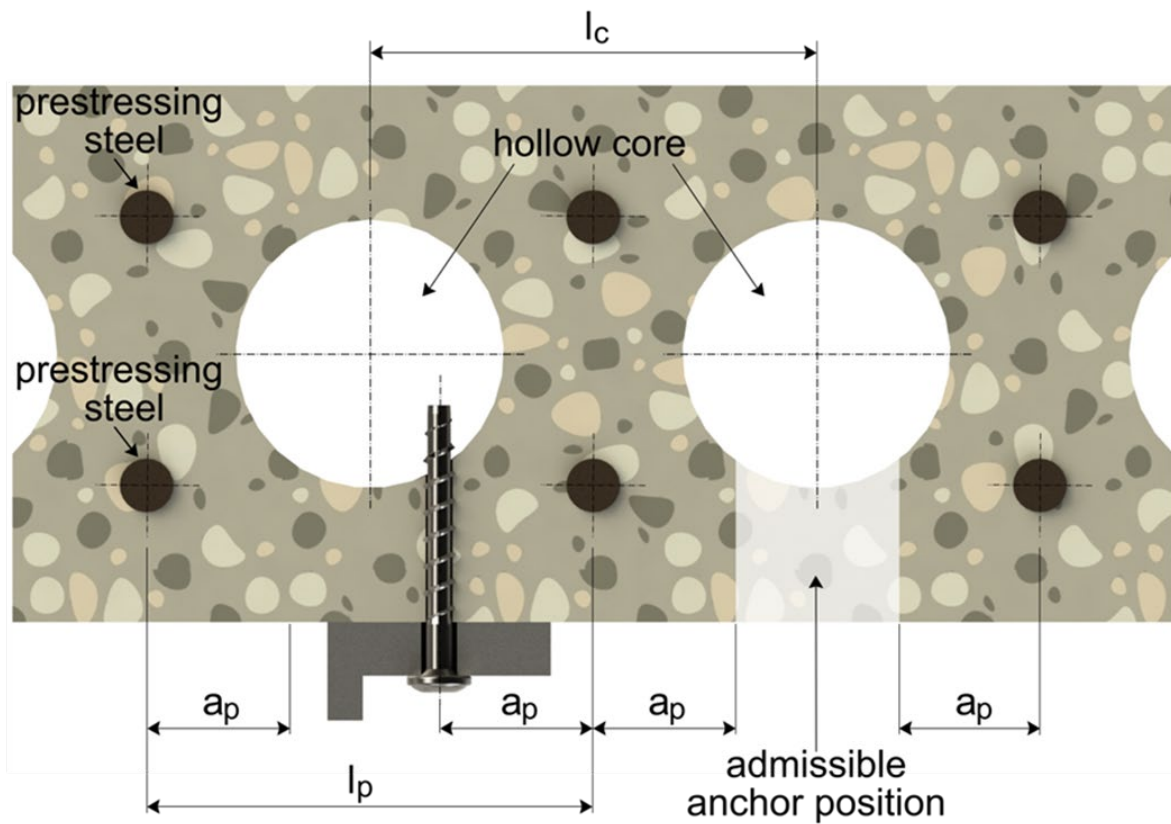 lc
prestressing
steel
hollow core
prestressing
steel
ap
ap
ap
ap
lp
admissible
anchor position